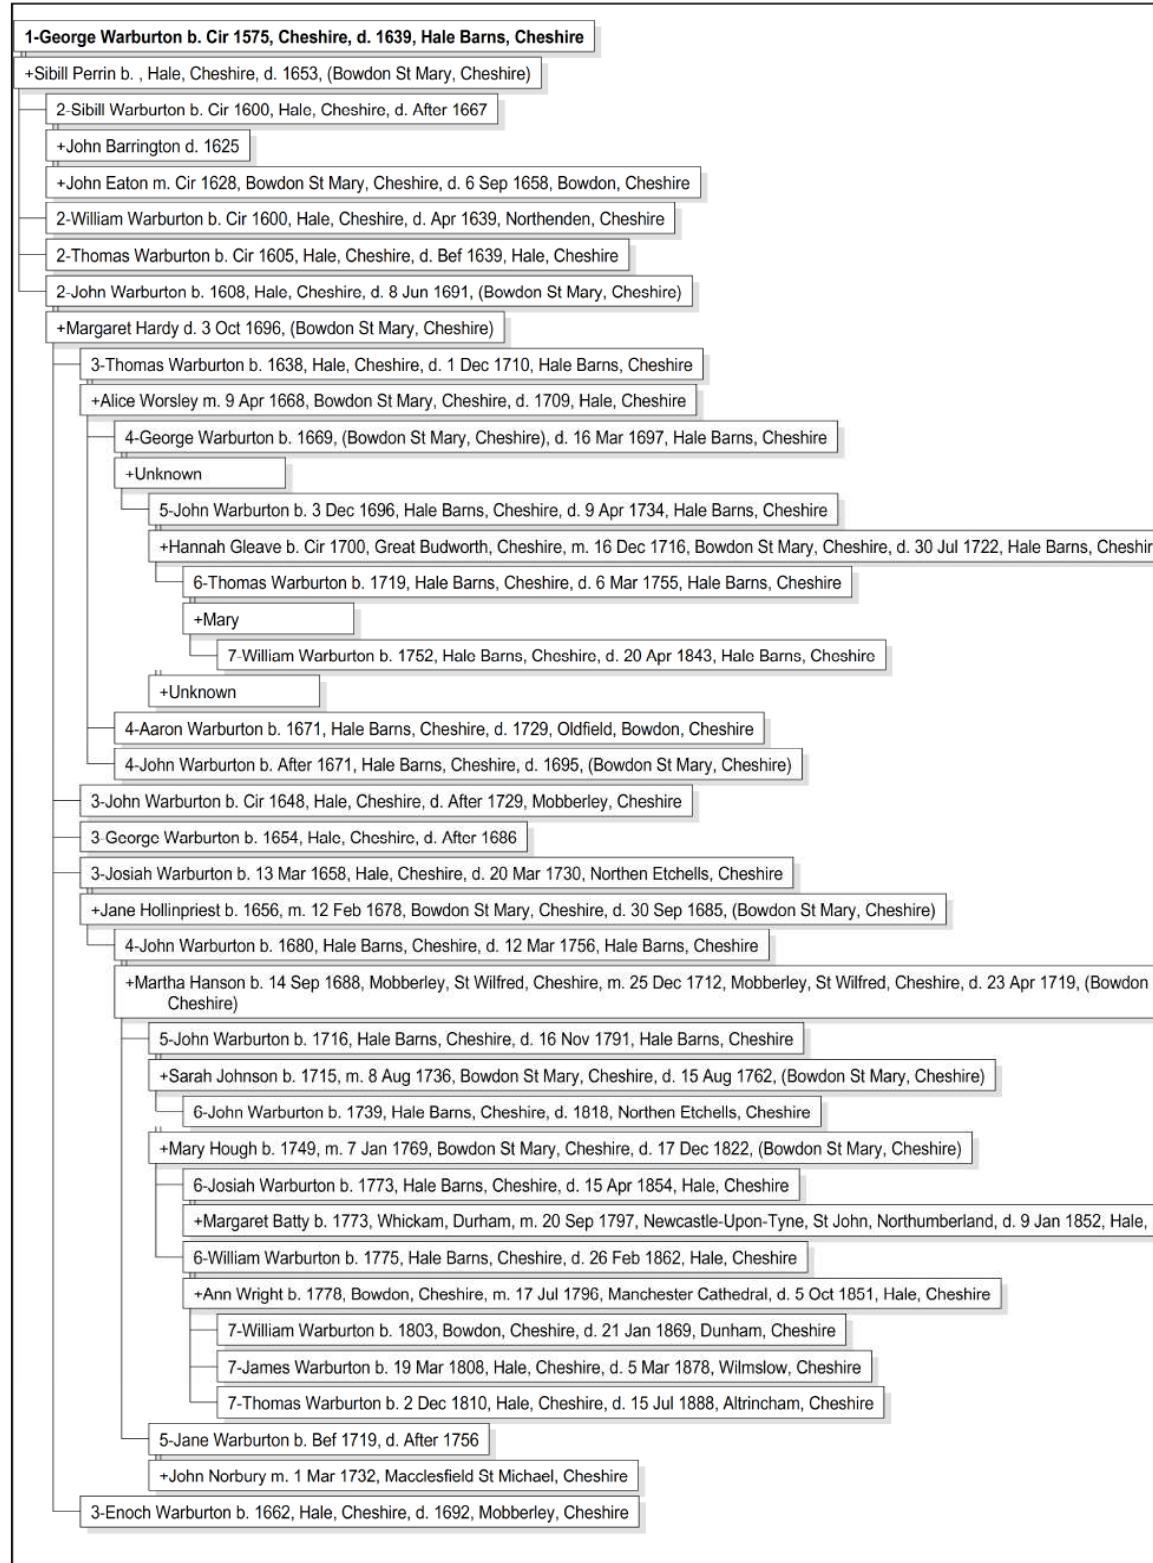 1-George Warburton b. Cir 1575, Cheshire, d. 1639, Hale Barns, Cheshire
+Sibill Perrin b. , Hale, Cheshire, d. 1653, (Bowdon St Mary, Cheshire)
2-Sibill Warburton b. Cir 1600, Hale, Cheshire, d. After 1667
+John Barrington d. 1625
+John Eaton m. Cir 1628, Bowdon St Mary, Cheshire, d. 6 Sep 1658, Bowdon, Cheshire
2-William Warburton b. Cir 1600, Hale, Cheshire, d. Apr 1639, Northenden, Cheshire
2-Thomas Warburton b. Cir 1605, Hale, Cheshire, d. Bef 1639, Hale, Cheshire
2-John Warburton b. 1608, Hale, Cheshire, d. 8 Jun 1691, (Bowdon St Mary, Cheshire)
+Margaret Hardy d. 3 Oct 1696, (Bowdon St Mary, Cheshire)
3-Thomas Warburton b. 1638, Hale, Cheshire, d. 1 Dec 1710, Hale Barns, Cheshire
+Alice Worsley m. 9 Apr 1668, Bowdon St Mary, Cheshire, d. 1709, Hale, Cheshire
4-George Warburton b. 1669, (Bowdon St Mary, Cheshire), d. 16 Mar 1697, Hale Barns, Cheshire
+Unknown
5-John Warburton b. 3 Dec 1696, Hale Barns, Cheshire, d. 9 Apr 1734, Hale Barns, Cheshire
+Hannah Gleave b. Cir 1700, Great Budworth, Cheshire, m. 16 Dec 1716, Bowdon St Mary, Cheshire, d. 30 Jul 1722, Hale Barns, Cheshir
6-Thomas Warburton b. 1719, Hale Barns, Cheshire, d. 6 Mar 1755, Hale Barns, Cheshire
+Mary
7-William Warburton b. 1752, Hale Barns, Cheshire, d. 20 Apr 1843, Hale Barns, Cheshire
+Unknown
4-Aaron Warburton b. 1671, Hale Barns, Cheshire, d. 1729, Oldfield, Bowdon, Cheshire
4-John Warburton b. After 1671, Hale Barns, Cheshire, d. 1695, (Bowdon St Mary, Cheshire)
3-John Warburton b. Cir 1648, Hale, Cheshire, d. After 1729, Mobberley, Cheshire
3-George Warburton b. 1654, Hale, Cheshire, d. After 1686
3-Josiah Warburton b. 13 Mar 1658, Hale, Cheshire, d. 20 Mar 1730, Northen Etchells, Cheshire
+Jane Hollinpriest b. 1656, m. 12 Feb 1678, Bowdon St Mary, Cheshire, d. 30 Sep 1685, (Bowdon St Mary, Cheshire)
4-John Warburton b. 1680, Hale Barns, Cheshire, d. 12 Mar 1756, Hale Barns, Cheshire
+Martha Hanson b. 14 Sep 1688, Mobberley, St Wilfred, Cheshire, m. 25 Dec 1712, Mobberley, St Wilfred, Cheshire, d. 23 Apr 1719, (Bowdon
Cheshire)
5-John Warburton b. 1716, Hale Barns, Cheshire, d. 16 Nov 1791, Hale Barns, Cheshire
+Sarah Johnson b. 1715, m. 8 Aug 1736, Bowdon St Mary, Cheshire, d. 15 Aug 1762, (Bowdon St Mary, Cheshire)
6-John Warburton b. 1739, Hale Barns, Cheshire, d. 1818, Northen Etchells, Cheshire
+Mary Hough b. 1749, m. 7 Jan 1769, Bowdon St Mary, Cheshire, d. 17 Dec 1822, (Bowdon St Mary, Cheshire)
6-Josiah Warburton b. 1773, Hale Barns, Cheshire, d. 15 Apr 1854, Hale, Cheshire
+Margaret Batty b. 1773, Whickam, Durham, m. 20 Sep 1797, Newcastle-Upon-Tyne, St John, Northumberland, d. 9 Jan 1852, Hale,
6-William Warburton b. 1775, Hale Barns, Cheshire, d. 26 Feb 1862, Hale, Cheshire
+Ann Wright b. 1778, Bowdon, Cheshire, m. 17 Jul 1796, Manchester Cathedral, d. 5 Oct 1851, Hale, Cheshire
7-William Warburton b. 1803, Bowdon, Cheshire, d. 21 Jan 1869, Dunham, Cheshire
7-James Warburton b. 19 Mar 1808, Hale, Cheshire, d. 5 Mar 1878, Wilmslow, Cheshire
7-Thomas Warburton b. 2 Dec 1810, Hale, Cheshire, d. 15 Jul 1888, Altrincham, Cheshire
5-Jane Warburton b. Bef 1719, d. After 1756
+John Norbury m. 1 Mar 1732, Macclesfield St Michael, Cheshire
3-Enoch Warburton b. 1662, Hale, Cheshire, d. 1692, Mobberley, Cheshire